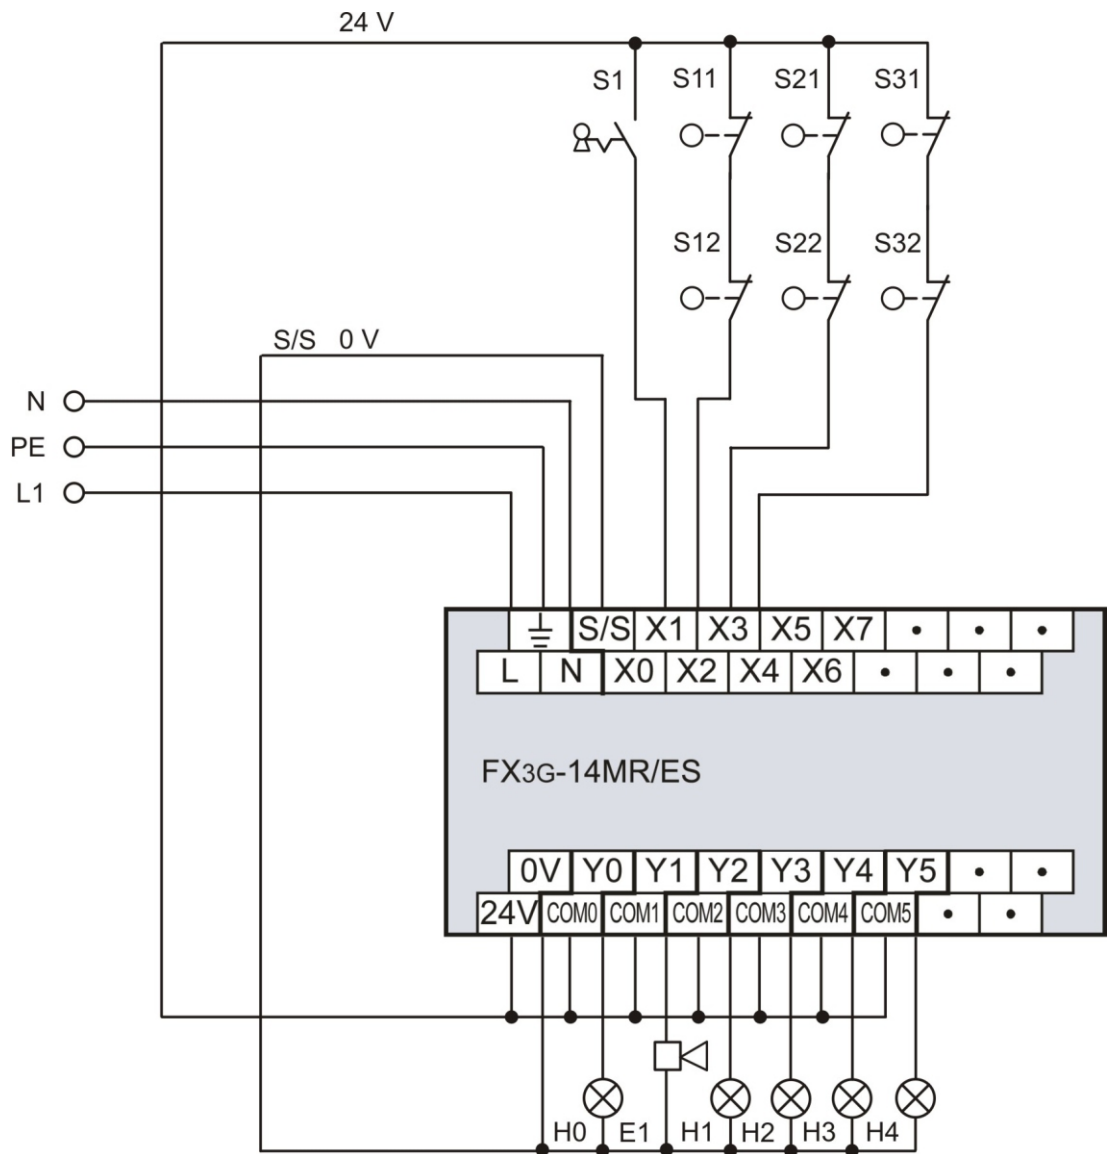 24 V
S1 S11 S21 S31
S12 S22 S32
S/S 0 V
N
PE
L1
S/S X1 X3 X5 X7
L N X0 X2 X4 X6
FX3G-14MR/ES
0V Y0 Y1 Y2 Y3 Y4 Y5
24V COM0 COM1 COM2 COM3 COM4 COM5
H0 E1 H1 H2 H3 H4